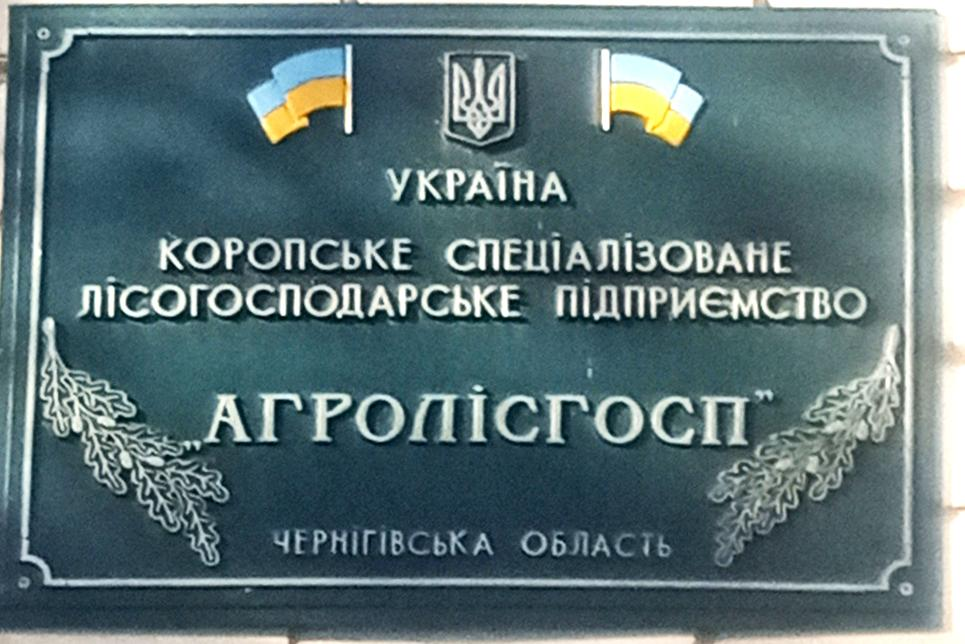 УКРАЇНА
КОРОПСЬКЕ СПЕЦІАЛІЗОВАНЕ
ЛІСОГОСПОДАРСЬКЕ ПІДПРИЄМСТВО
„АГРОЛІСГОСП”
ЧЕРНІГІВСЬКА ОБЛАСТЬ